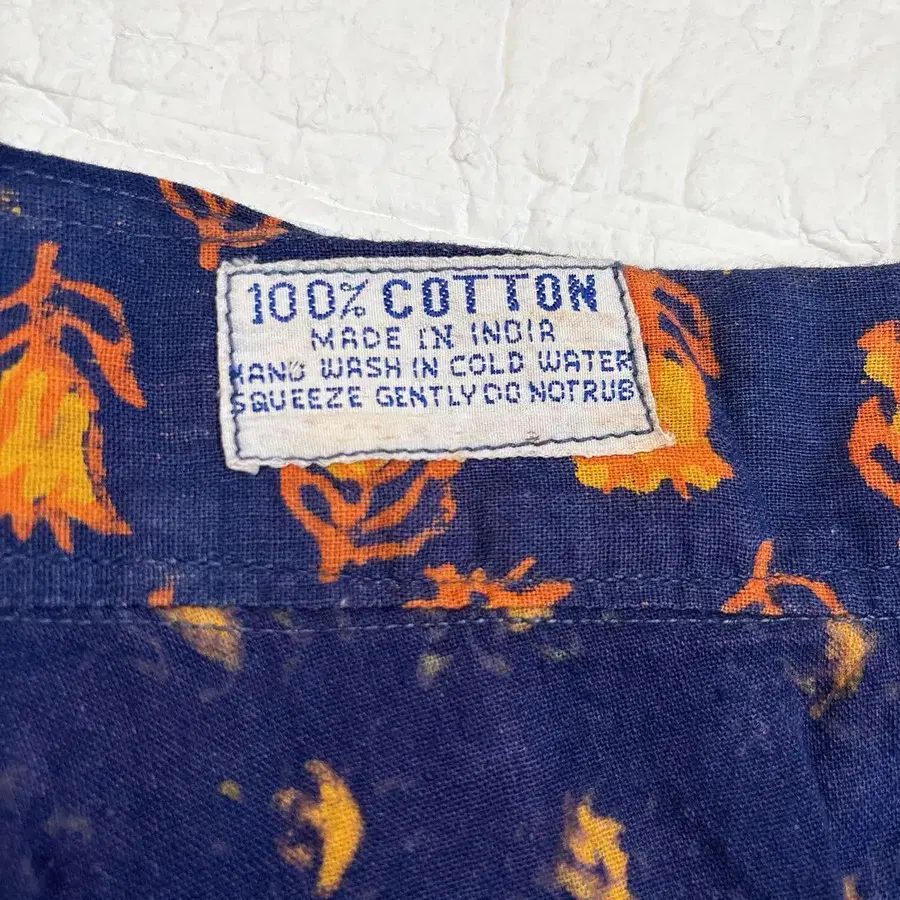 100% COTTON
MADE IN INDIA
HAND WASH IN COLD WATER
SQUEEZE GENTLY DO NOT RUB